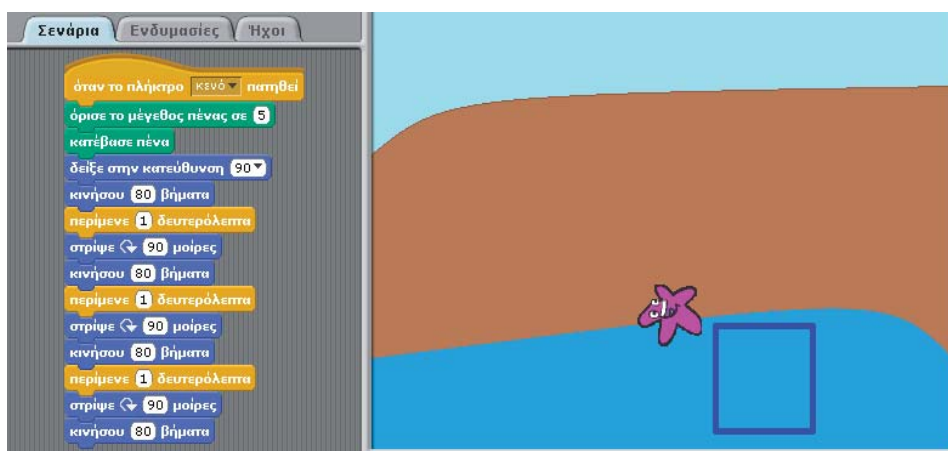 Σενάρια Ενδυμασίες Ήχοι
όταν το πλήκτρο κενό πατηθεί
όρισε το μέγεθος πένας σε 5
κατέβασε πένα
δείξε στην κατεύθυνση 90
κινήσου 80 βήματα
περίμενε 1 δευτερόλεπτα
στρίψε 90 μοίρες
κινήσου 80 βήματα
περίμενε 1 δευτερόλεπτα
στρίψε 90 μοίρες
κινήσου 80 βήματα
περίμενε 1 δευτερόλεπτα
στρίψε 90 μοίρες
κινήσου 80 βήματα